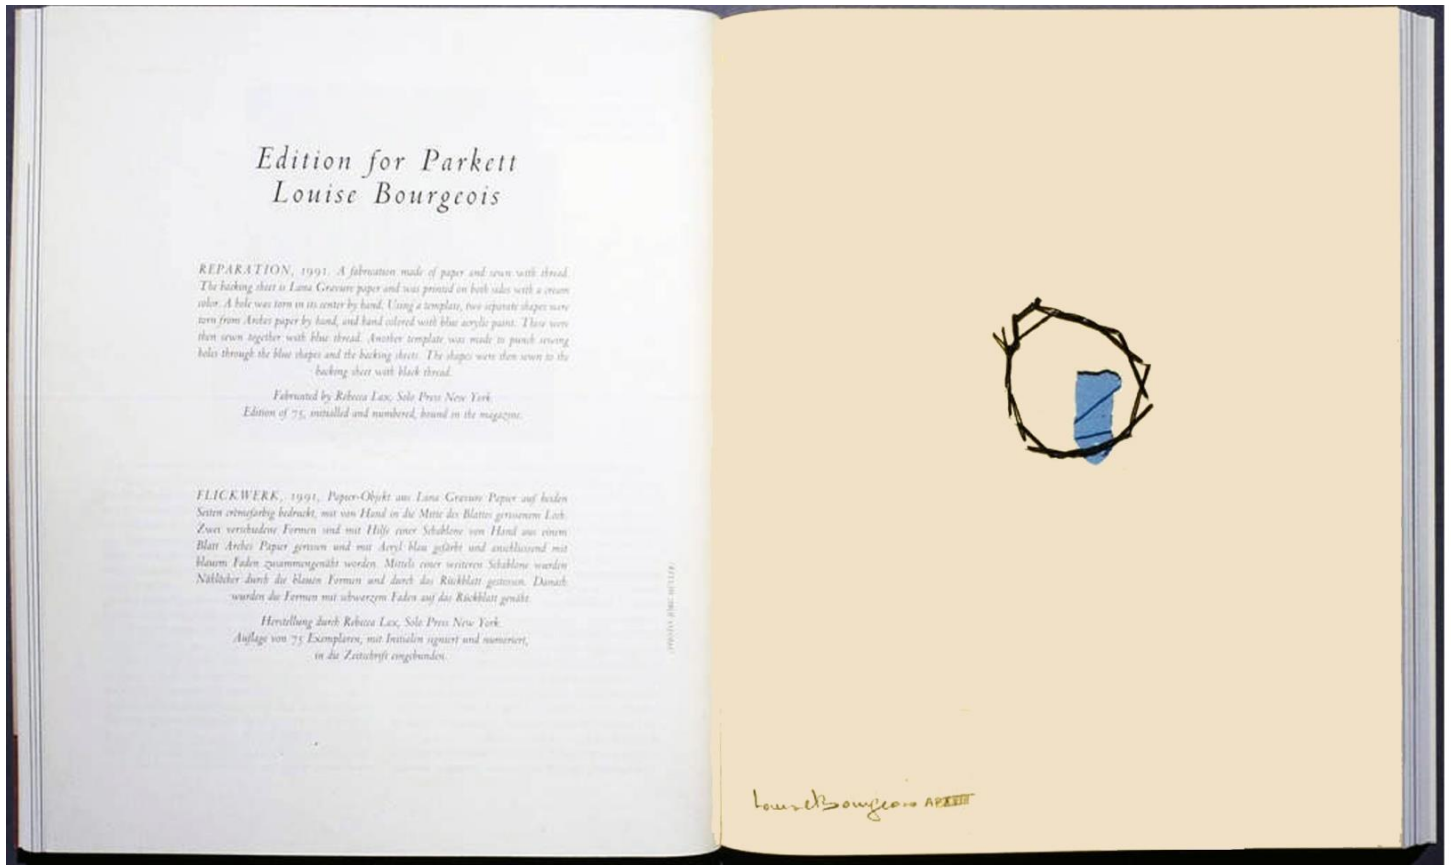 Edition for Parkett
Louise Bourgeois
REPARATION, 1991. A fabrication made of paper and sewn with thread.
The backing sheet is Lana Gravure paper and was printed on both sides with a cream
color. A hole was torn in its center by hand. Using a template, two separate shapes were
torn from Arches paper by hand, and hand colored with blue acrylic paint. These were
then sewn together with blue thread. Another template was made to punch sewing
holes through the blue shapes and the backing sheets. The shapes were then sewn to the
backing sheet with black thread.
Fabricated by Rebecca Lax, Solo Press New York.
Edition of 75, initialled and numbered, bound in the magazine.
FLICKWERK, 1991, Papier-Objekt aus Lana Gravure Papier auf beiden
Seiten crèmefarbig bedruckt, mit von Hand in die Mitte des Blattes gerissenem Loch.
Zwei verschiedene Formen sind mit Hilfe einer Schablone von Hand aus einem
Blatt Arches Papier gerissen und mit Acryl blau gefärbt und anschliessend mit
blauem Faden zusammengenäht worden. Mittels einer weiteren Schablone wurden
Nählöcher durch die blauen Formen und durch das Rückblatt gestossen. Danach
wurden die Formen mit schwarzem Faden auf das Rückblatt genäht.
Herstellung durch Rebecca Lax, Solo Press New York.
Auflage von 75 Exemplaren, mit Initialen signiert und numeriert,
in die Zeitschrift eingebunden.
Louise Bourgeois AP XVIII